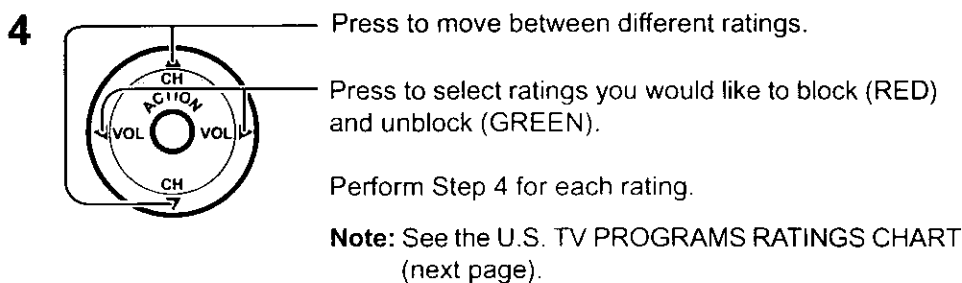 4
Press to move between different ratings.
CH
ACTION
VOL
VOL
CH
Press to select ratings you would like to block (RED)
and unblock (GREEN).
Perform Step 4 for each rating.
Note: See the U.S. TV PROGRAMS RATINGS CHART
(next page).